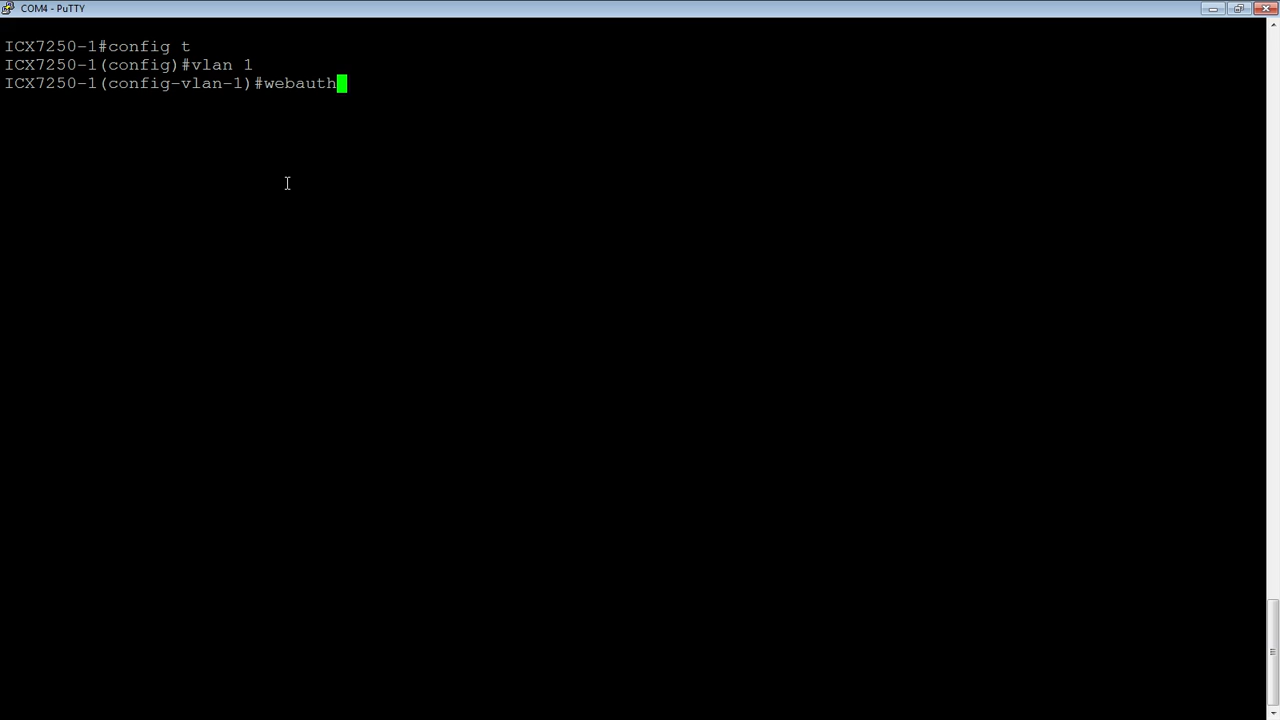 COM4 - PuTTY
ICX7250-1#config t
ICX7250-1(config)#vlan 1
ICX7250-1(config-vlan-1)#webauth